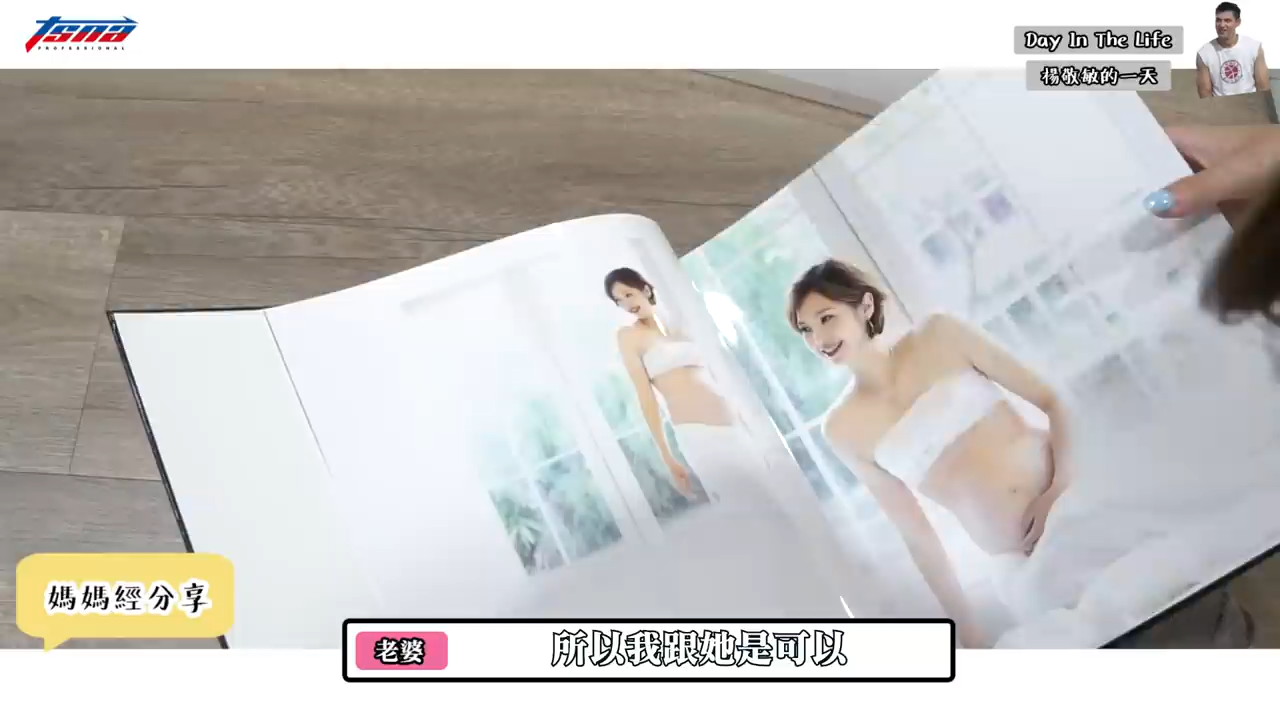 tsna
PROFESSIONAL
Day In The Life
楊敬敏的一天
媽媽經分享
老婆
所以我跟她是可以